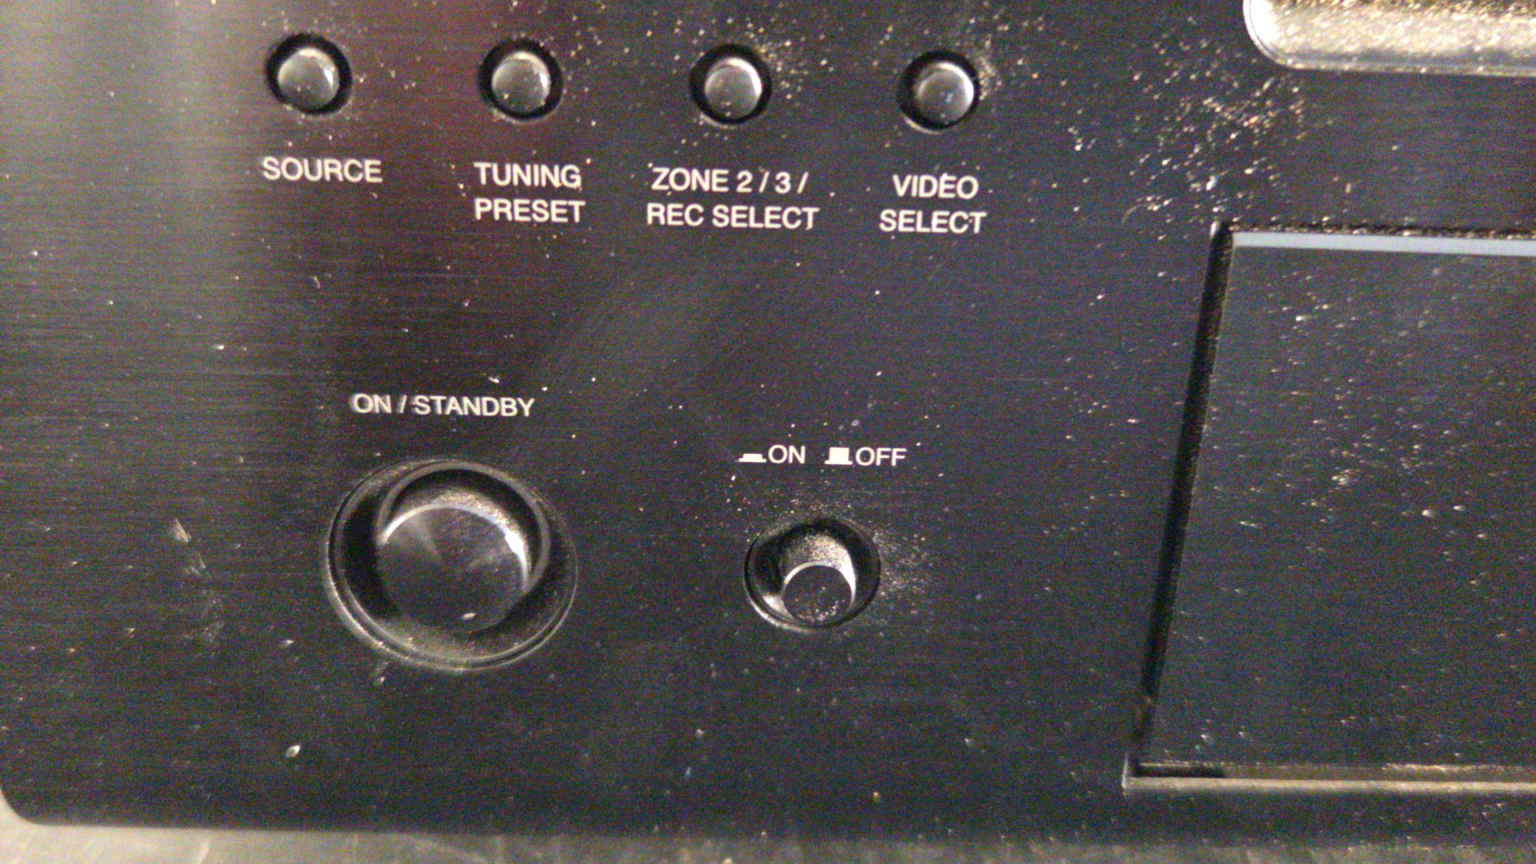 SOURCE
TUNING
PRESET
ZONE 2 / 3 /
REC SELECT
VIDEO
SELECT
ON / STANDBY
ON OFF